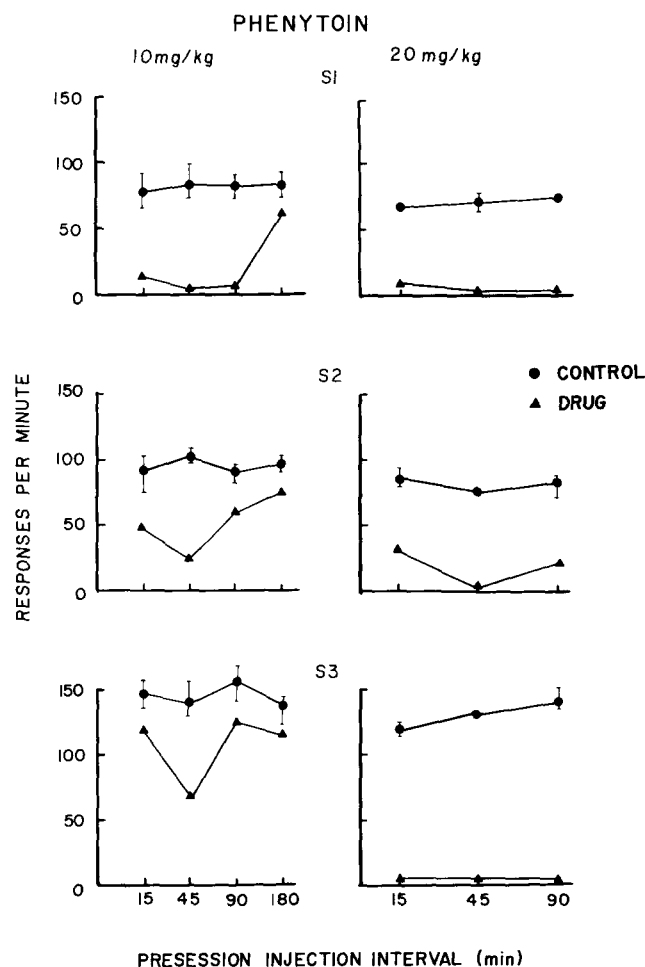 PHENYTOIN
10mg/kg
20 mg/kg
S1
150
100
50
0
S2
● CONTROL
▲ DRUG
150
100
50
0
S3
150
100
50
0
15 45 90 180
15 45 90
RESPONSES PER MINUTE
PRESESSION INJECTION INTERVAL (min)